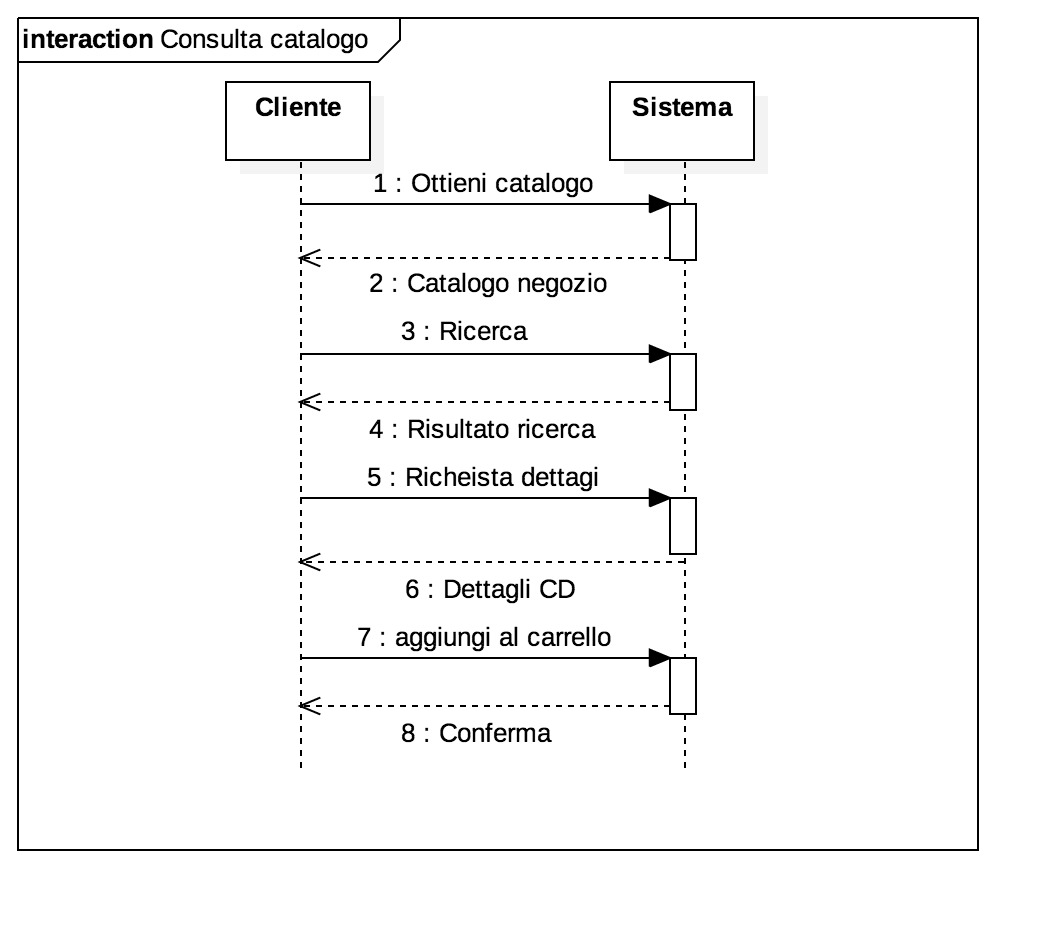 interaction Consulta catalogo
Cliente
Sistema
1 : Ottieni catalogo
2 : Catalogo negozio
3 : Ricerca
4 : Risultato ricerca
5 : Richeista dettagi
6 : Dettagli CD
7 : aggiungi al carrello
8 : Conferma